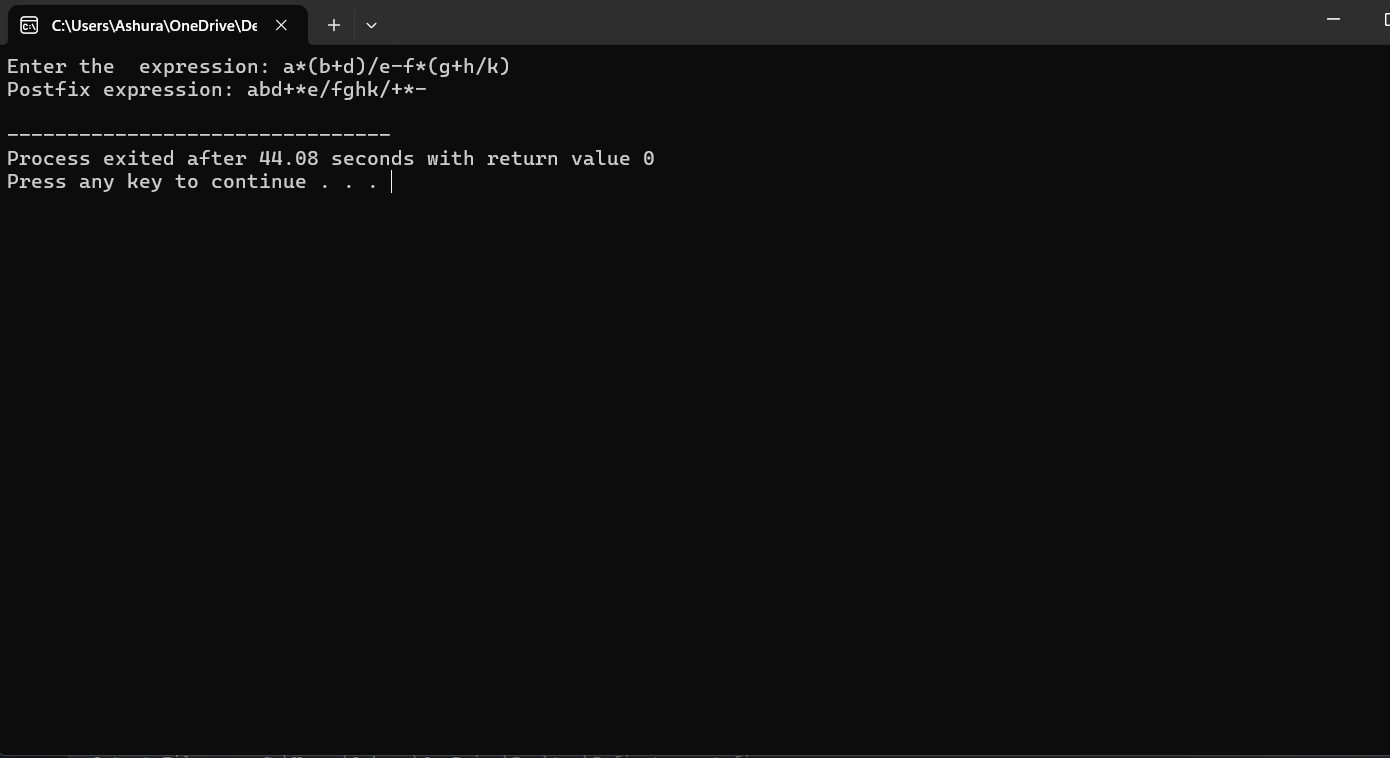 C:\Users\Ashura\OneDrive\De
Enter the  expression: a*(b+d)/e-f*(g+h/k)
Postfix expression: abd+*e/fghk/+*-
--------------------------------
Process exited after 44.08 seconds with return value 0
Press any key to continue . . .